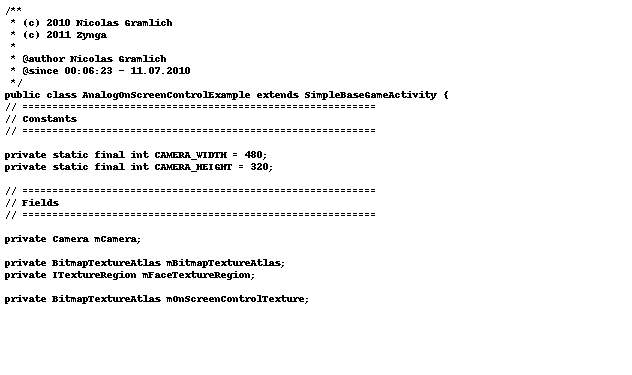 /**
 * (c) 2010 Nicolas Gramlich
 * (c) 2011 Zynga
 *
 * @author Nicolas Gramlich
 * @since 00:06:23 - 11.07.2010
 */
public class AnalogOnScreenControlExample extends SimpleBaseGameActivity {
// ===========================================================
// Constants
// ===========================================================

private static final int CAMERA_WIDTH = 480;
private static final int CAMERA_HEIGHT = 320;

// ===========================================================
// Fields
// ===========================================================

private Camera mCamera;

private BitmapTextureAtlas mBitmapTextureAtlas;
private ITextureRegion mFaceTextureRegion;

private BitmapTextureAtlas mOnScreenControlTexture;